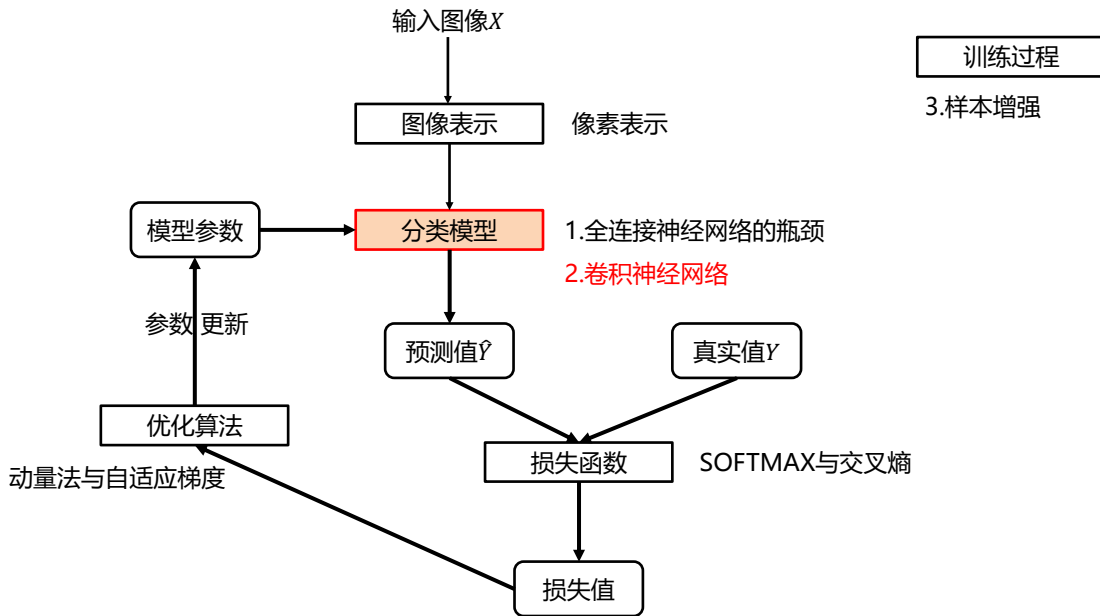 输入图像X
训练过程
3.样本增强
图像表示
像素表示
模型参数
分类模型
1.全连接神经网络的瓶颈
2.卷积神经网络
参数 更新
预测值Ŷ
真实值Y
优化算法
动量法与自适应梯度
损失函数
SOFTMAX与交叉熵
损失值